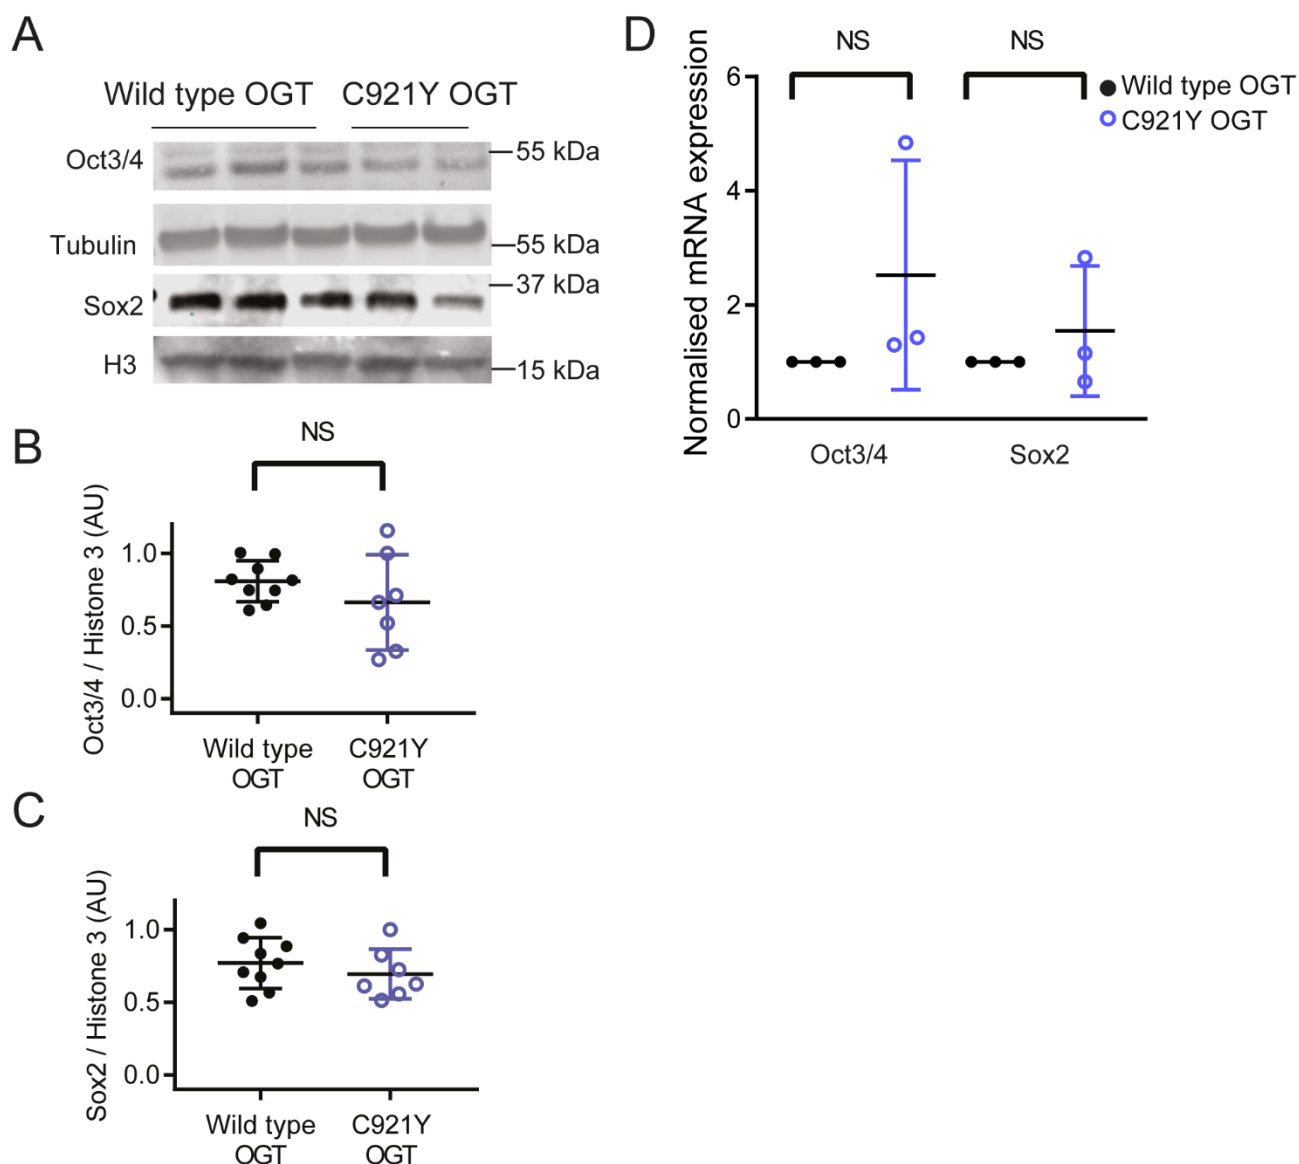 A
Wild type OGT C921Y OGT
Oct3/4
55 kDa
Tubulin
55 kDa
37 kDa
Sox2
H3
15 kDa
B
NS
Oct3/4 / Histone 3 (AU)
1.0
0.5
0.0
Wild type
OGT
C921Y
OGT
C
NS
Sox2 / Histone 3 (AU)
1.0
0.5
0.0
Wild type
OGT
C921Y
OGT
D
NS NS
Normalised mRNA expression
6
4
2
0
Wild type OGT
C921Y OGT
Oct3/4 Sox2